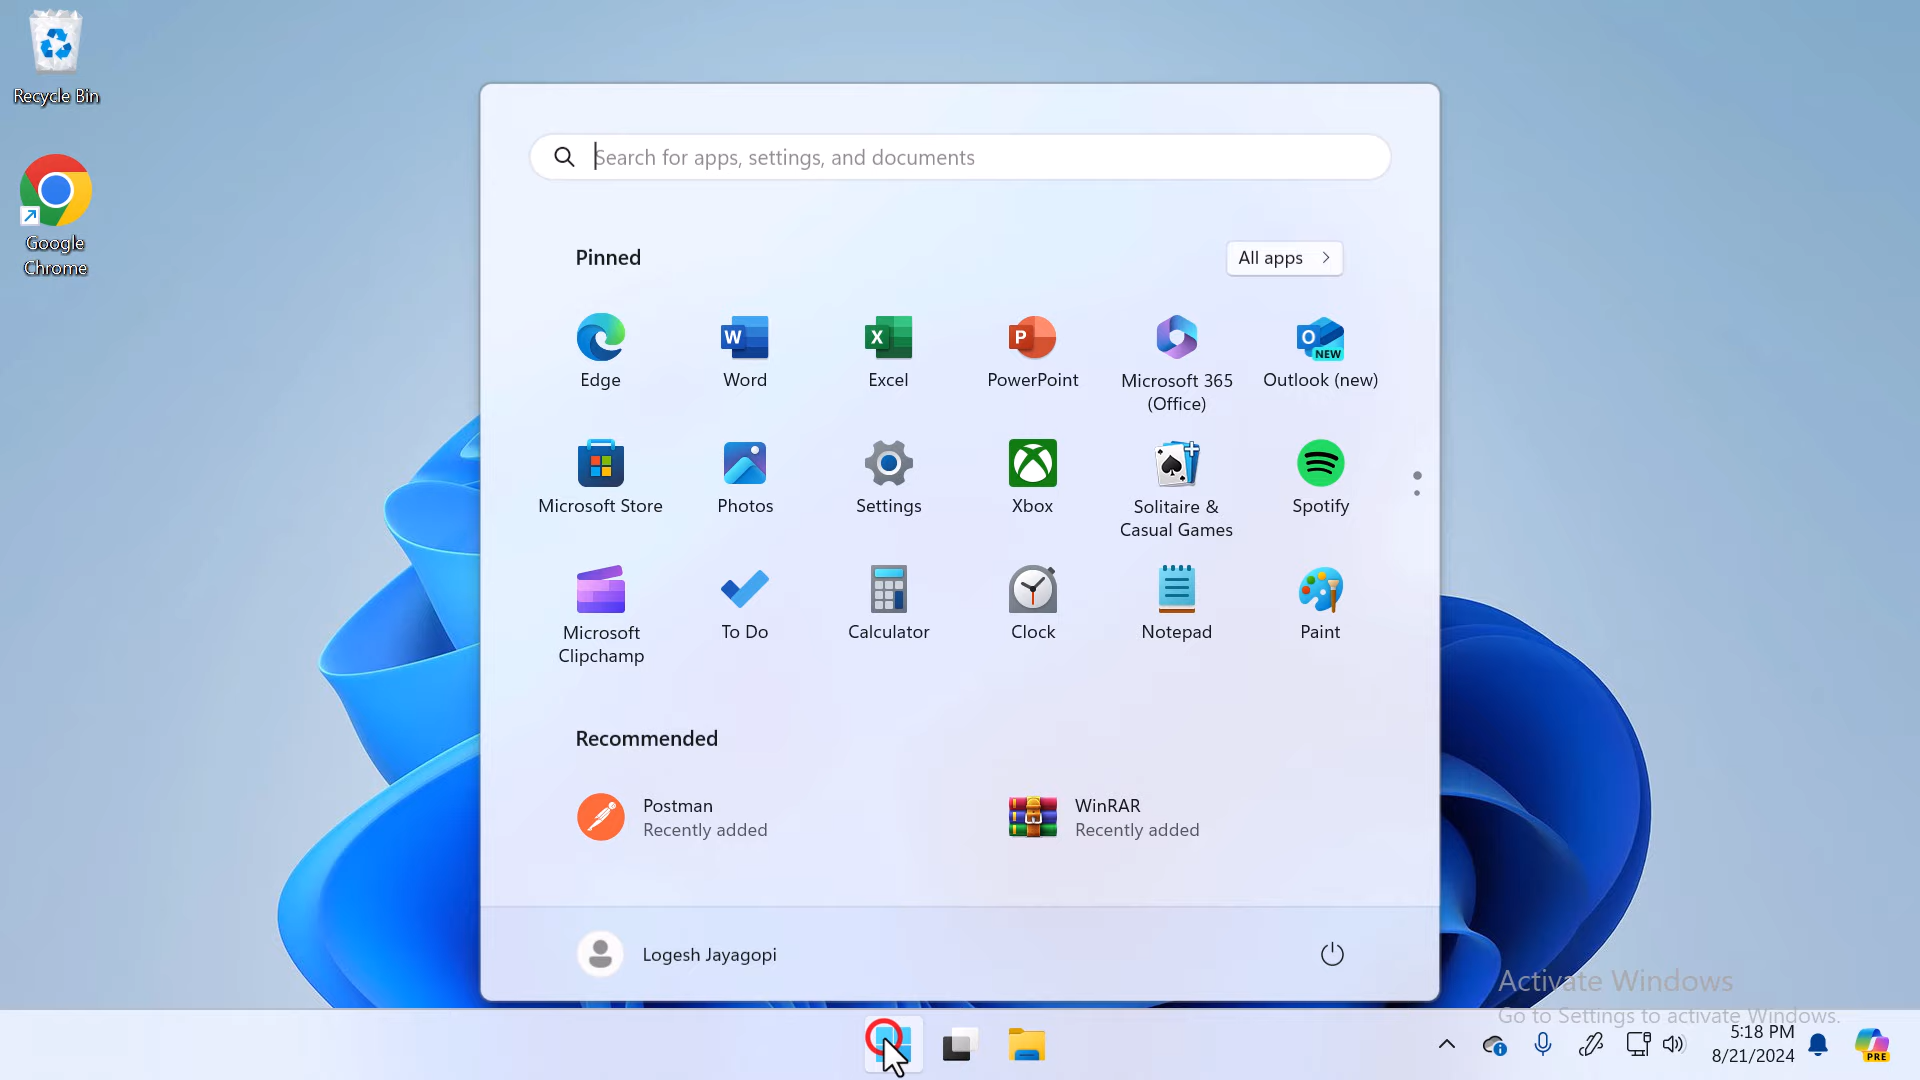 Recycle Bin
Google
Chrome
Search for apps, settings, and documents
Pinned
All apps
Edge
Word
Excel
PowerPoint
Microsoft 365
(Office)
Outlook (new)
Microsoft Store
Photos
Settings
Xbox
Solitaire &
Casual Games
Spotify
Microsoft
Clipchamp
To Do
Calculator
Clock
Notepad
Paint
Recommended
Postman
Recently added
WinRAR
Recently added
Logesh Jayagopi
Activate Windows
Go to Settings to activate Windows.
5:18 PM
8/21/2024
W
X
P
O
NEW
PRE